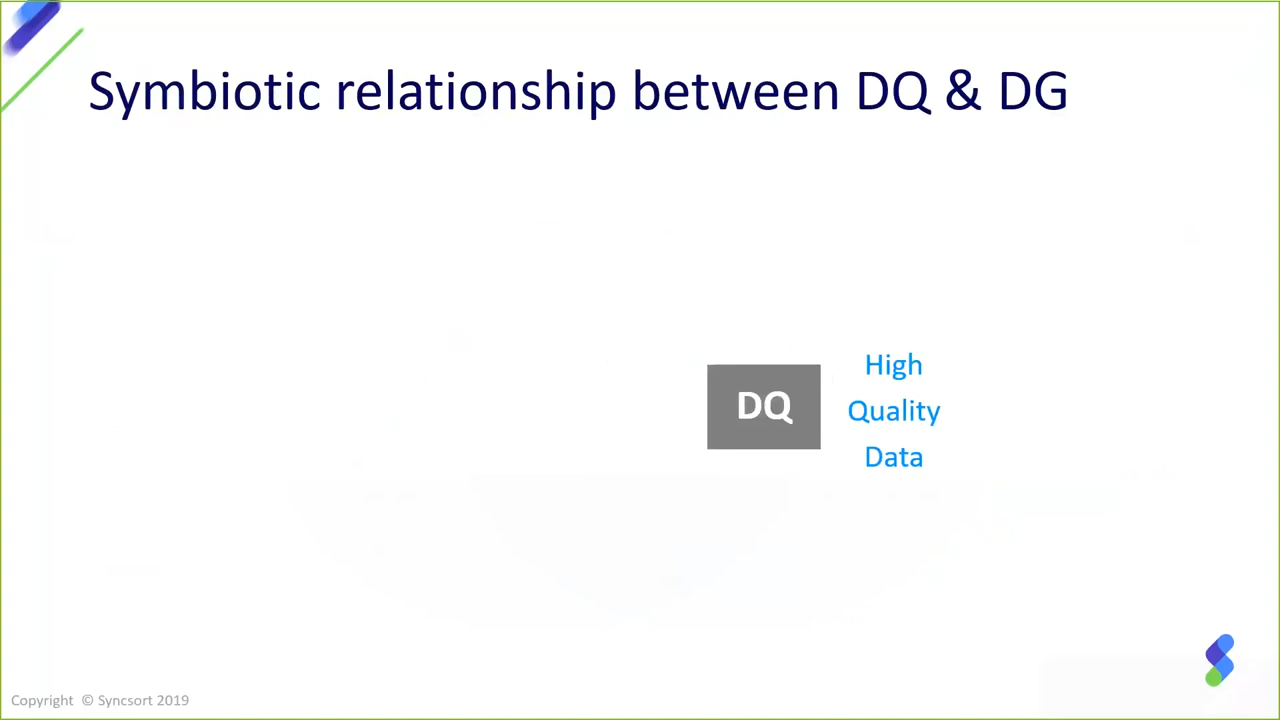 Symbiotic relationship between DQ & DG
DQ
High
Quality
Data
Copyright © Syncsort 2019